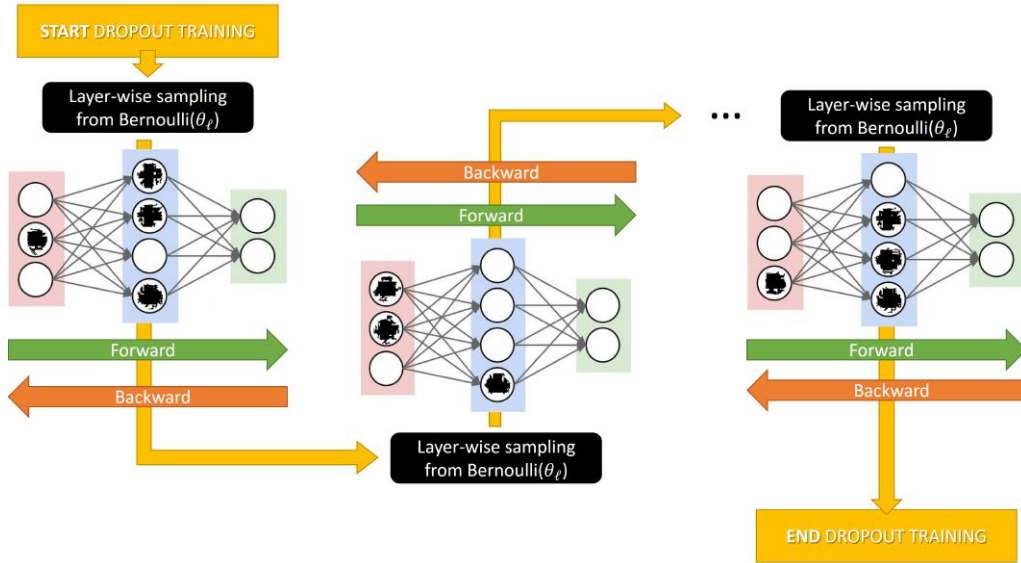 START DROPOUT TRAINING
Layer-wise sampling
from Bernoulli(θℓ)
Forward
Backward
Layer-wise sampling
from Bernoulli(θℓ)
Forward
Backward
...
Layer-wise sampling
from Bernoulli(θℓ)
Forward
Backward
END DROPOUT TRAINING